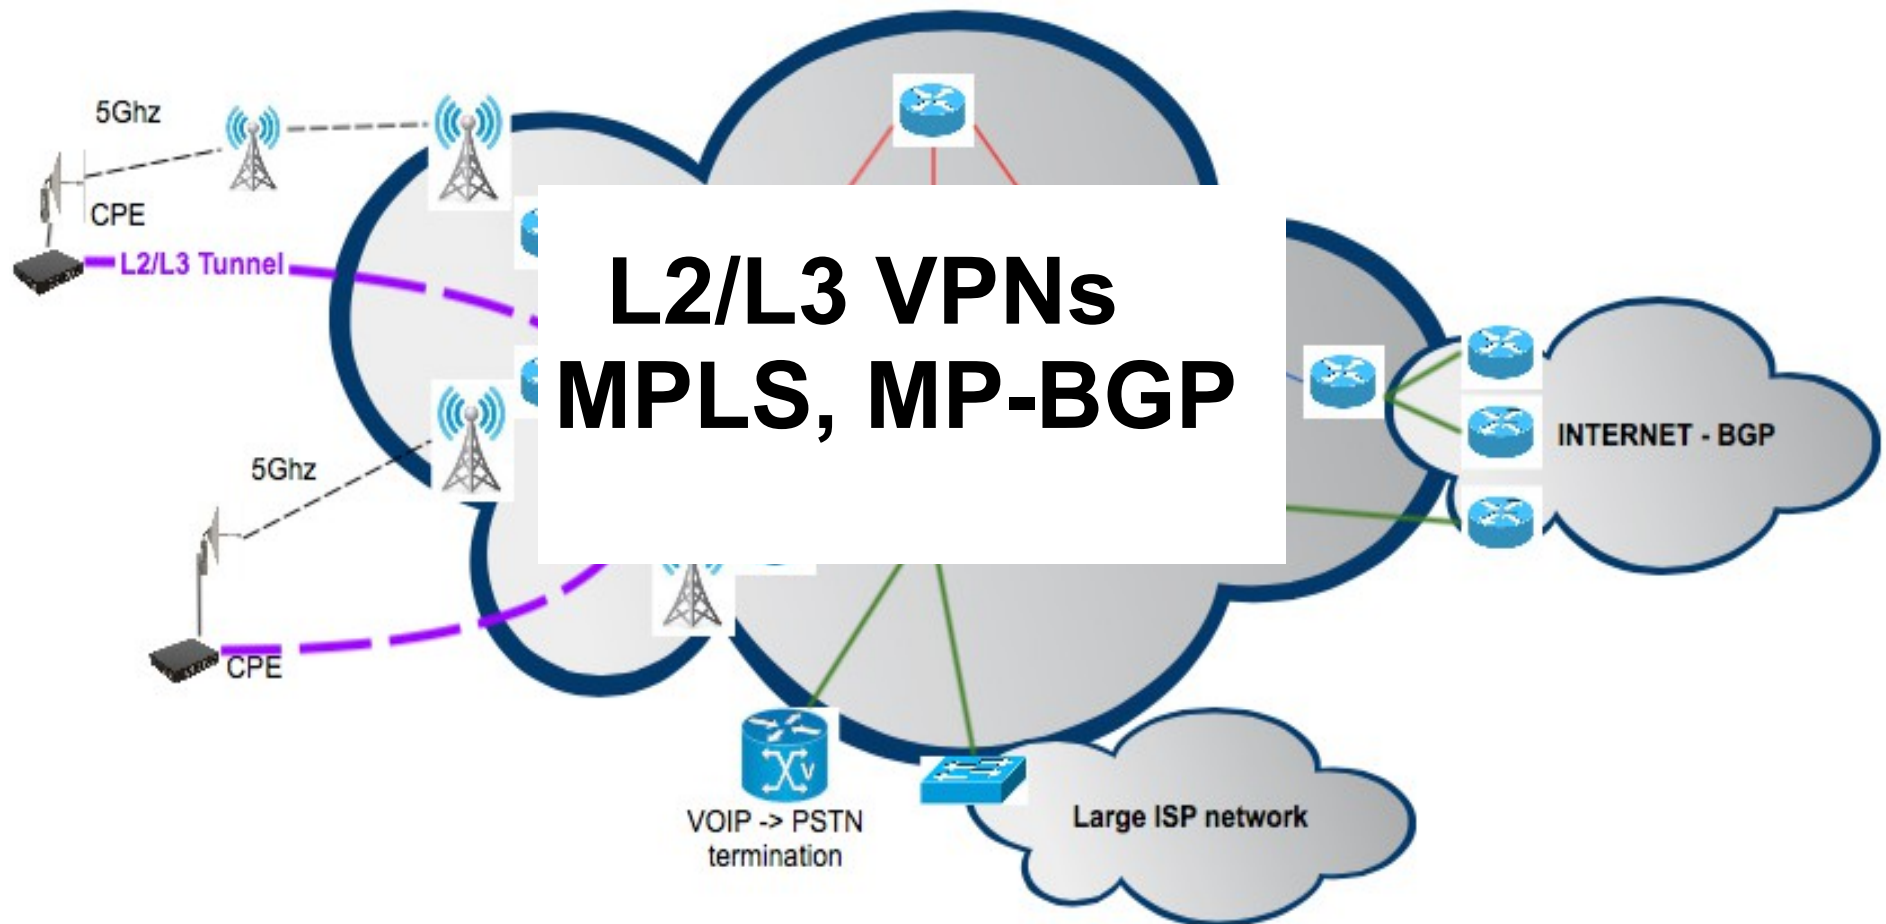 5Ghz
CPE
L2/L3 Tunnel
L2/L3 VPNs
MPLS, MP-BGP
INTERNET - BGP
5Ghz
CPE
V
VOIP -> PSTN
termination
Large ISP network